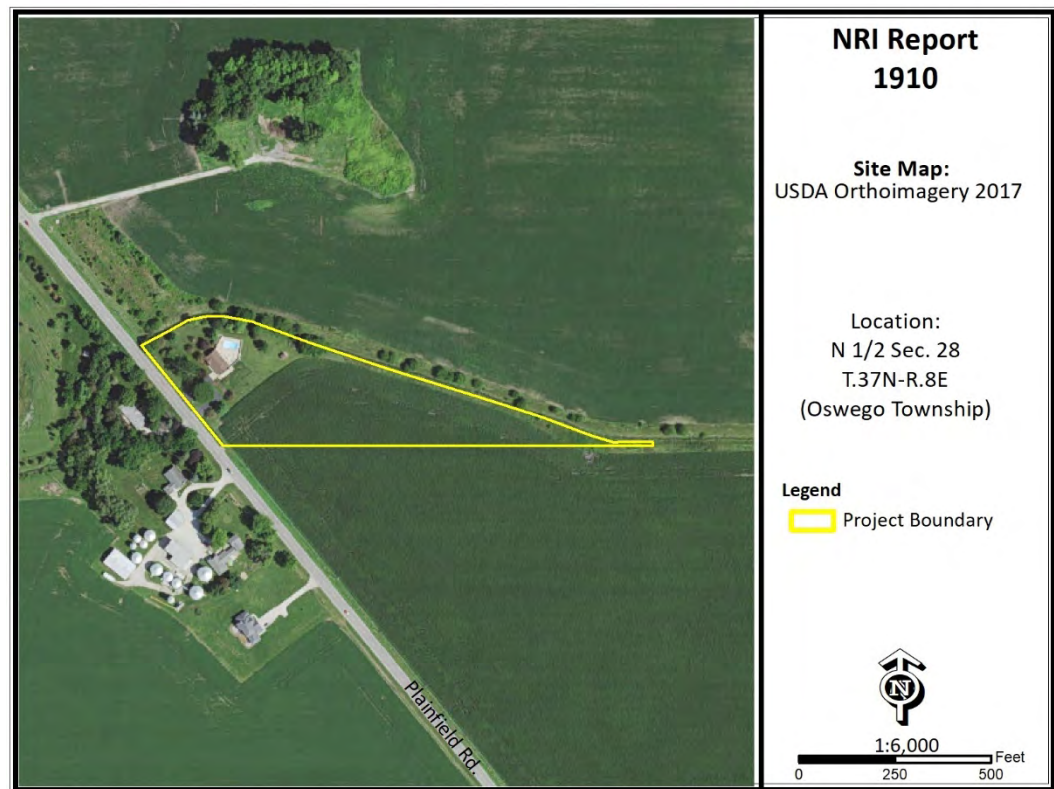 NRI Report
1910
Site Map:
USDA Orthoimagery 2017
Location:
N 1/2 Sec. 28
T.37N-R.8E
(Oswego Township)
Legend
Project Boundary
Plainfield Rd.
N
1:6,000
Feet
0 250 500